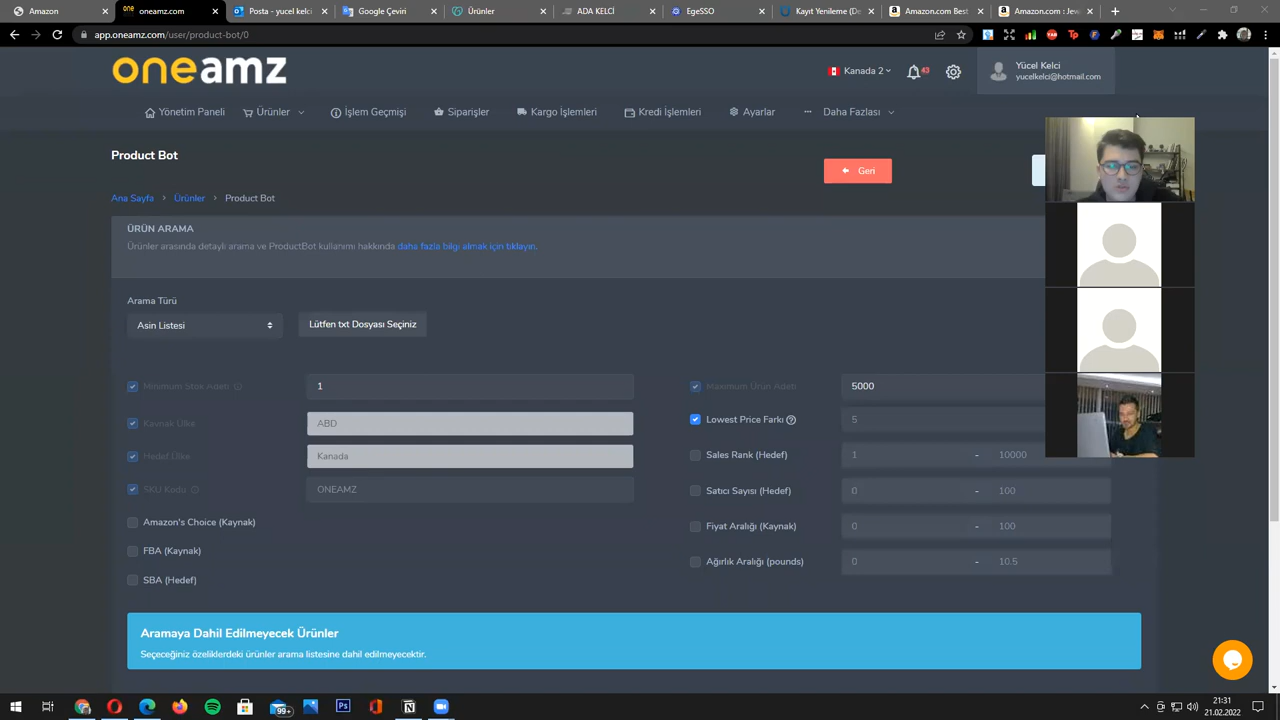 Amazon
one oneamz.com
Posta - yucel kelci
Google Çeviri
Ürünler
ADA KELCİ
EgeSSO
Kayıt Yenileme (De
Amazon.com Best
Amazon.com : Jew
app.oneamz.com/user/product-bot/0
oneamz
Kanada 2
43
Yücel Kelci
yucelkelci@hotmail.com
Yönetim Paneli
Ürünler
İşlem Geçmişi
Siparişler
Kargo İşlemleri
Kredi İşlemleri
Ayarlar
Daha Fazlası
Product Bot
Geri
Ana Sayfa > Ürünler > Product Bot
ÜRÜN ARAMA
Ürünler arasında detaylı arama ve ProductBot kullanımı hakkında daha fazla bilgi almak için tıklayın.
Arama Türü
Asin Listesi
Lütfen txt Dosyası Seçiniz
Minimum Stok Adeti
1
Maximum Ürün Adeti
5000
Kaynak Ülke
ABD
Lowest Price Farkı
5
Hedef Ülke
Kanada
Sales Rank (Hedef)
1 - 10000
SKU Kodu
ONEAMZ
Satıcı Sayısı (Hedef)
0 - 100
Amazon's Choice (Kaynak)
Fiyat Aralığı (Kaynak)
0 - 100
FBA (Kaynak)
Ağırlık Aralığı (pounds)
0 - 10.5
SBA (Hedef)
Aramaya Dahil Edilmeyecek Ürünler
Seçeceğiniz özeliklerdeki ürünler arama listesine dahil edilmeyecektir.
99+
21:31
21.02.2022